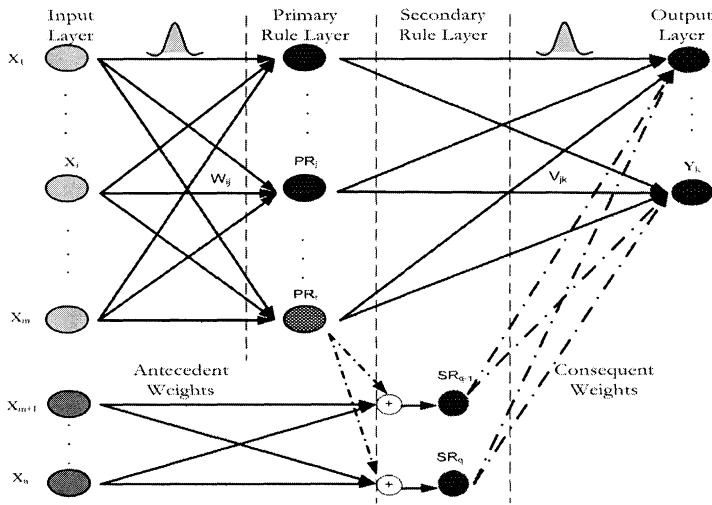 Input
Layer
Primary
Rule Layer
Secondary
Rule Layer
Output
Layer
X1
Xi
Wij
PRj
Vjk
Yk
Xm
PRr
Antecedent
Weights
Consequent
Weights
Xm+1
+
SRq-1
Xn
+
SRq